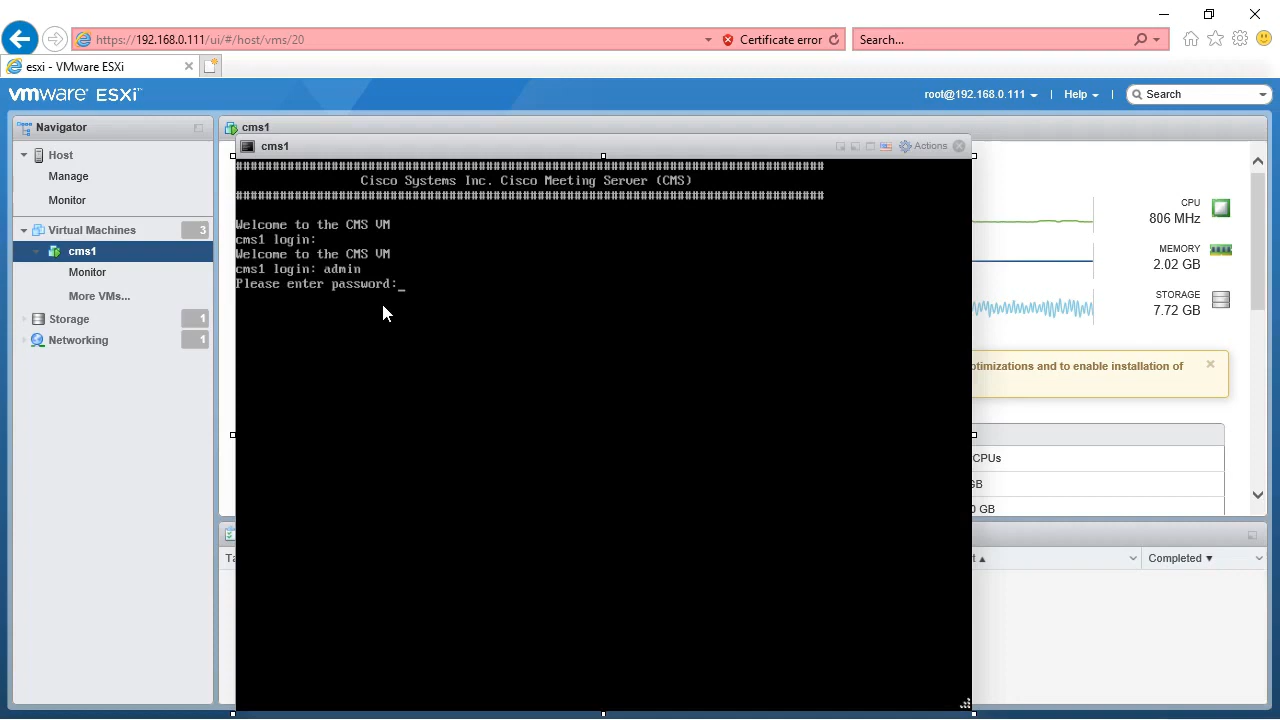 https://192.168.0.111/ui/#/host/vms/20
Certificate error
Search...
esxi - VMware ESXi
vmware ESXi
root@192.168.0.111
Help
Search
Navigator
Host
Manage
Monitor
Virtual Machines 3
cms1
Monitor
More VMs...
Storage 1
Networking 1
cms1
cms1
Actions
################################################################################
Cisco Systems Inc. Cisco Meeting Server (CMS)
################################################################################
Welcome to the CMS VM
cms1 login:
Welcome to the CMS VM
cms1 login: admin
Please enter password:_
CPU
806 MHz
MEMORY
2.02 GB
STORAGE
7.72 GB
optimizations and to enable installation of
CPUs
GB
0 GB
Completed